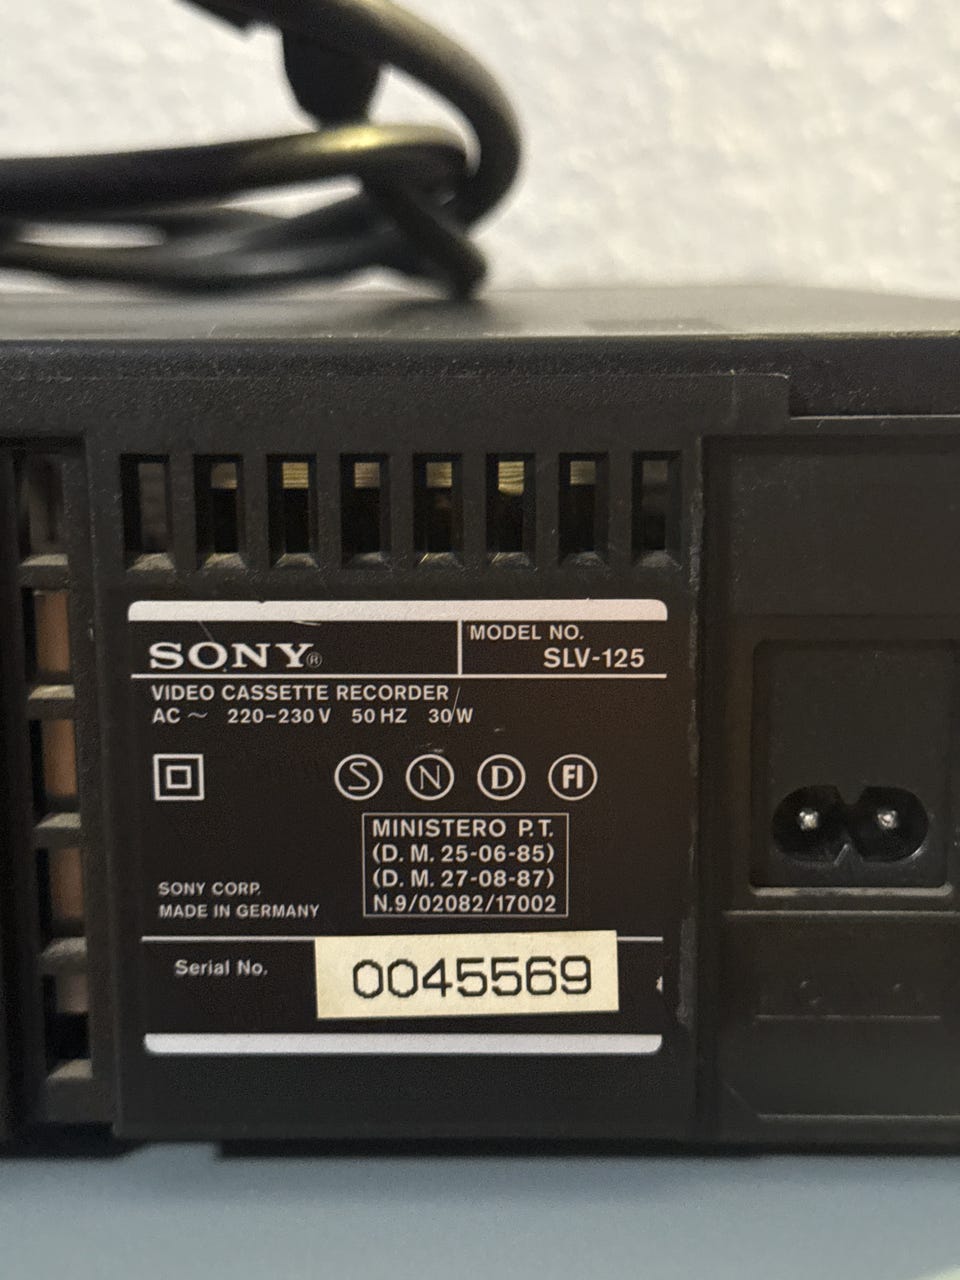 SONY®
MODEL NO.
SLV-125
VIDEO CASSETTE RECORDER
AC ~ 220-230 V 50 HZ 30 W
S N D FI
MINISTERO P.T.
(D. M. 25-06-85)
(D. M. 27-08-87)
N.9/02082/17002
SONY CORP.
MADE IN GERMANY
Serial No. 0045569